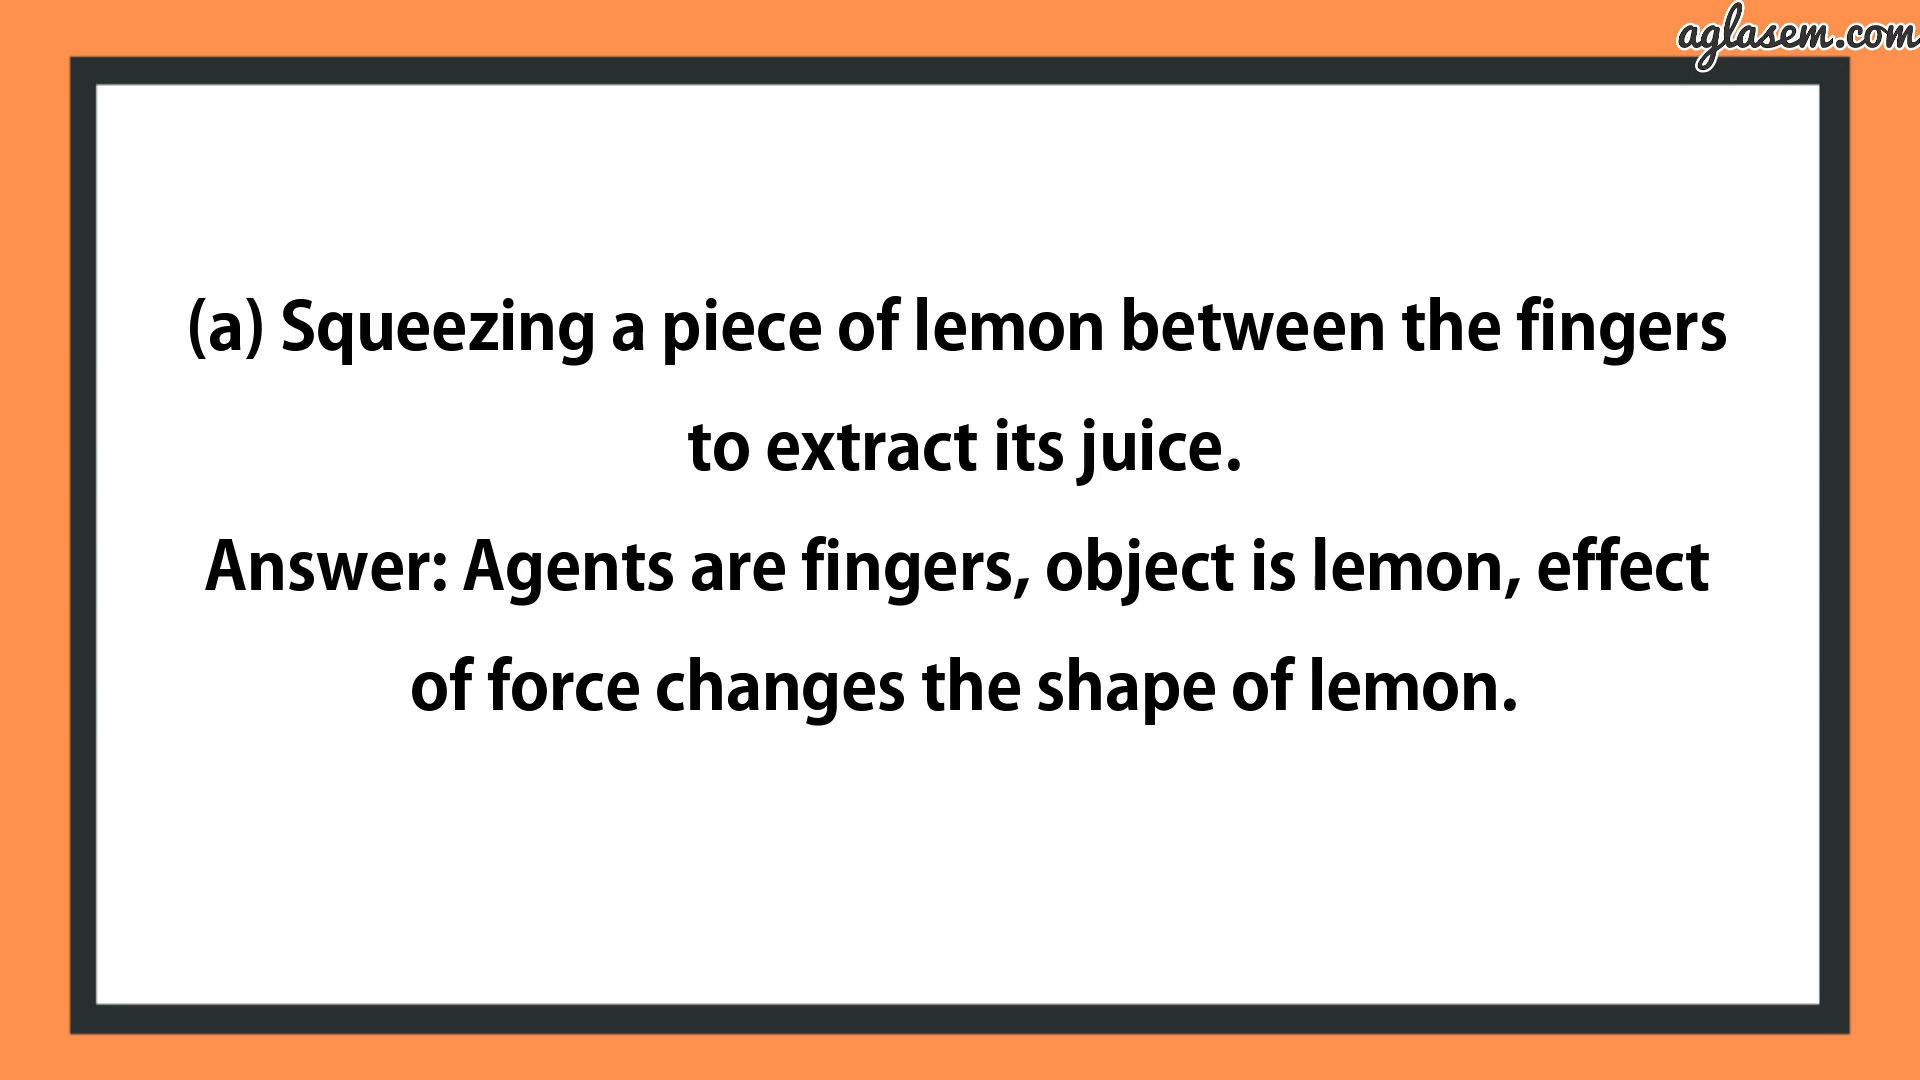 aglasem.com
(a) Squeezing a piece of lemon between the fingers
to extract its juice.
Answer: Agents are fingers, object is lemon, effect
of force changes the shape of lemon.